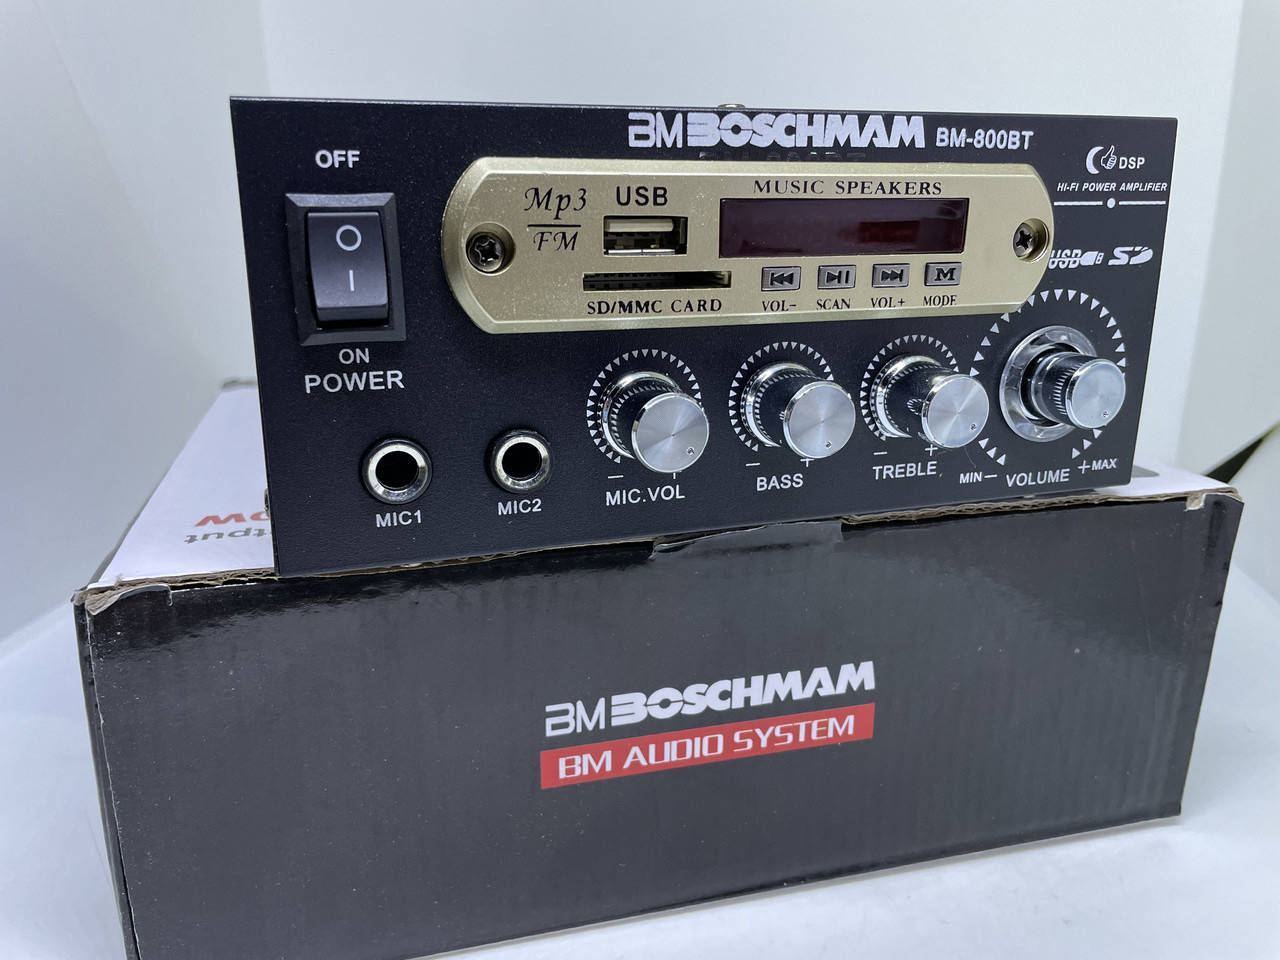 BM BOSCHMAM BM-800BT
OFF
DSP
HI-FI POWER AMPLIFIER
Mp3
FM
USB
MUSIC SPEAKERS
USB SD
SD/MMC CARD
M
VOL- SCAN VOL+ MODE
O
I
ON
POWER
MIC1
MIC2
− +
MIC.VOL
− +
BASS
− +
TREBLE
MIN− VOLUME +MAX
BM BOSCHMAM
BM AUDIO SYSTEM